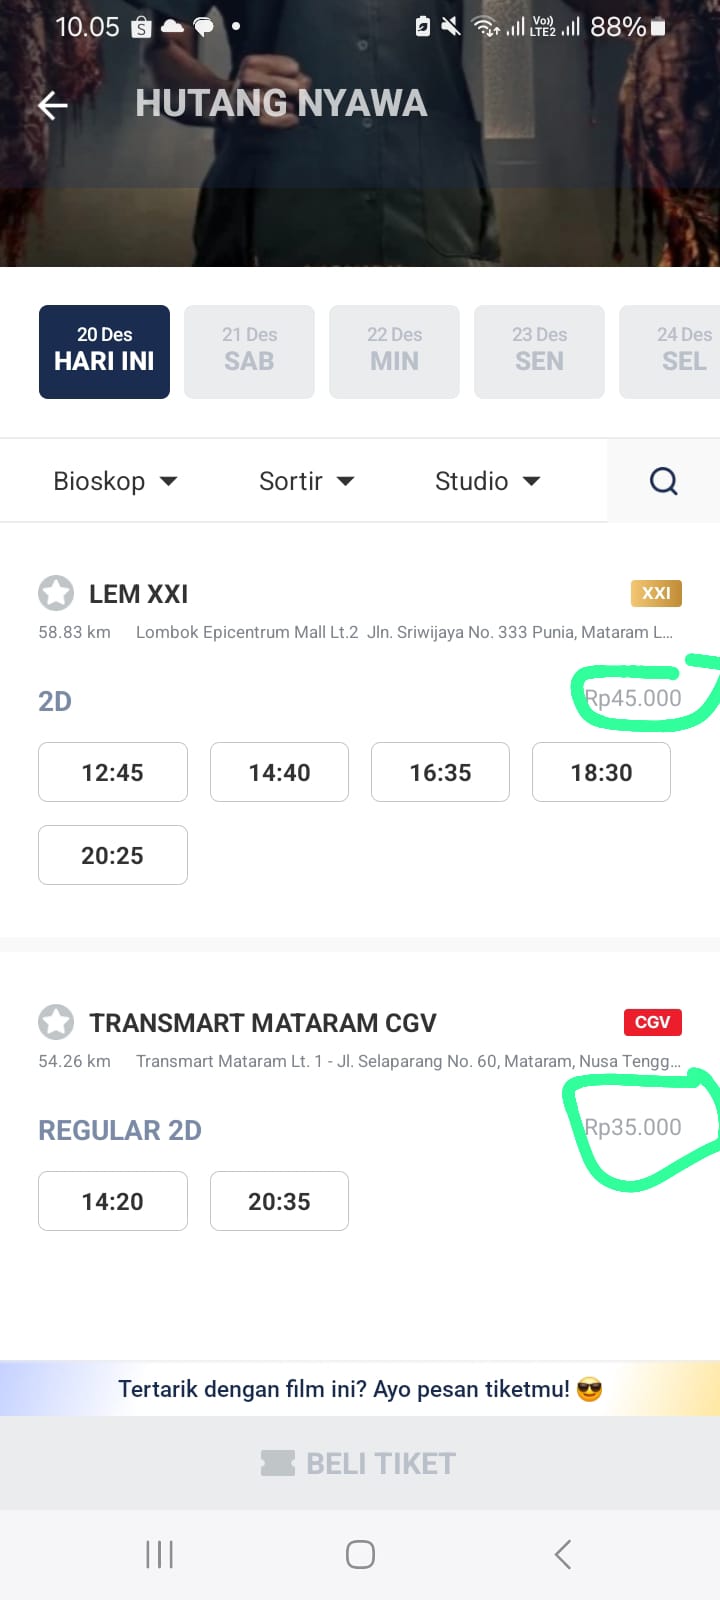 10.05 Vo)) LTE2 88%
HUTANG NYAWA
20 Des 21 Des 22 Des 23 Des 24 Des
HARI INI SAB MIN SEN SEL
Bioskop Sortir Studio
LEM XXI XXI
58.83 km Lombok Epicentrum Mall Lt.2 Jln. Sriwijaya No. 333 Punia, Mataram L...
2D Rp45.000
12:45 14:40 16:35 18:30
20:25
TRANSMART MATARAM CGV CGV
54.26 km Transmart Mataram Lt. 1 - Jl. Selaparang No. 60, Mataram, Nusa Tengg...
REGULAR 2D Rp35.000
14:20 20:35
Tertarik dengan film ini? Ayo pesan tiketmu! 😎
BELI TIKET